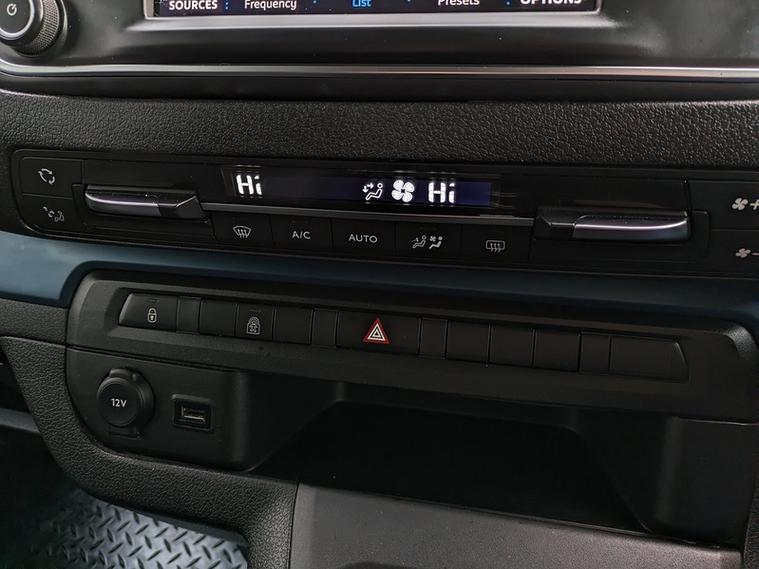 SOURCES Frequency List Presets OPTIONS
Hi Hi
A/C AUTO
12V